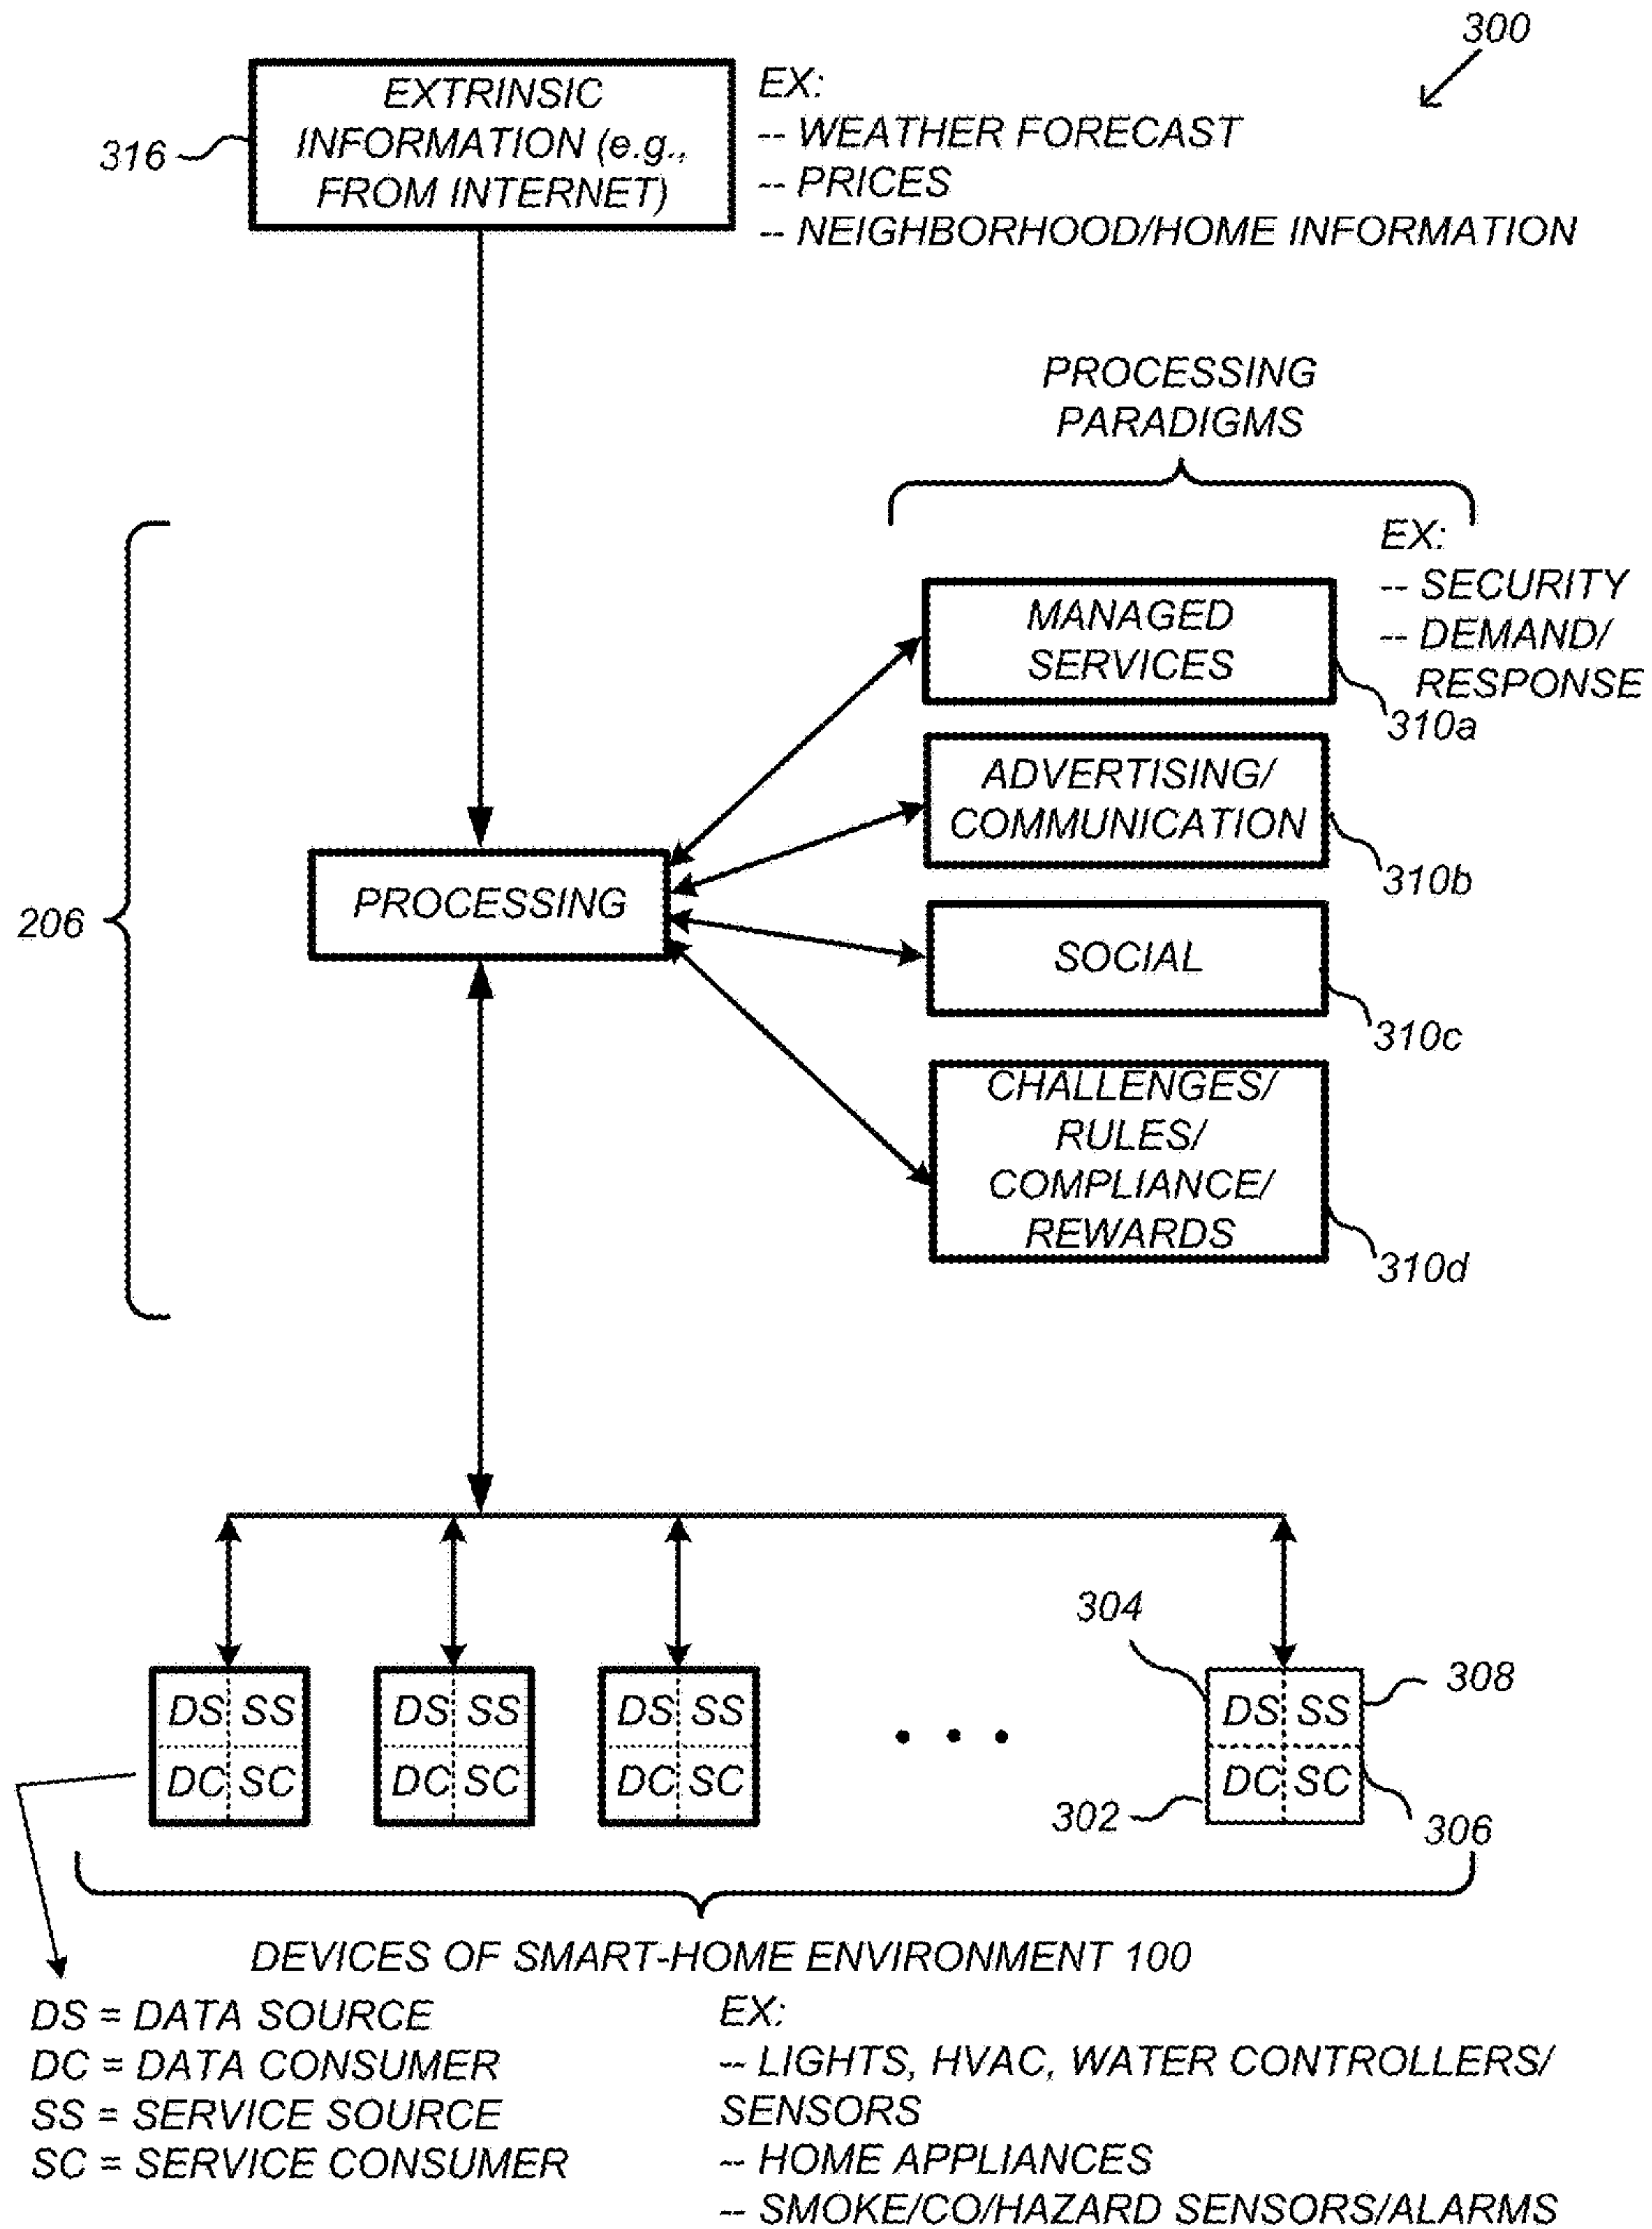 300
EXTRINSIC
INFORMATION (e.g.,
FROM INTERNET)
316
EX:
-- WEATHER FORECAST
-- PRICES
-- NEIGHBORHOOD/HOME INFORMATION
PROCESSING
PARADIGMS
EX:
-- SECURITY
-- DEMAND/
RESPONSE
MANAGED
SERVICES
310a
ADVERTISING/
COMMUNICATION
310b
206
PROCESSING
SOCIAL
310c
CHALLENGES/
RULES/
COMPLIANCE/
REWARDS
310d
304
308
DS SS
DC SC
DS SS
DC SC
DS SS
DC SC
• • •
DS SS
DC SC
302
306
DEVICES OF SMART-HOME ENVIRONMENT 100
DS = DATA SOURCE
DC = DATA CONSUMER
SS = SERVICE SOURCE
SC = SERVICE CONSUMER
EX:
-- LIGHTS, HVAC, WATER CONTROLLERS/
SENSORS
-- HOME APPLIANCES
-- SMOKE/CO/HAZARD SENSORS/ALARMS